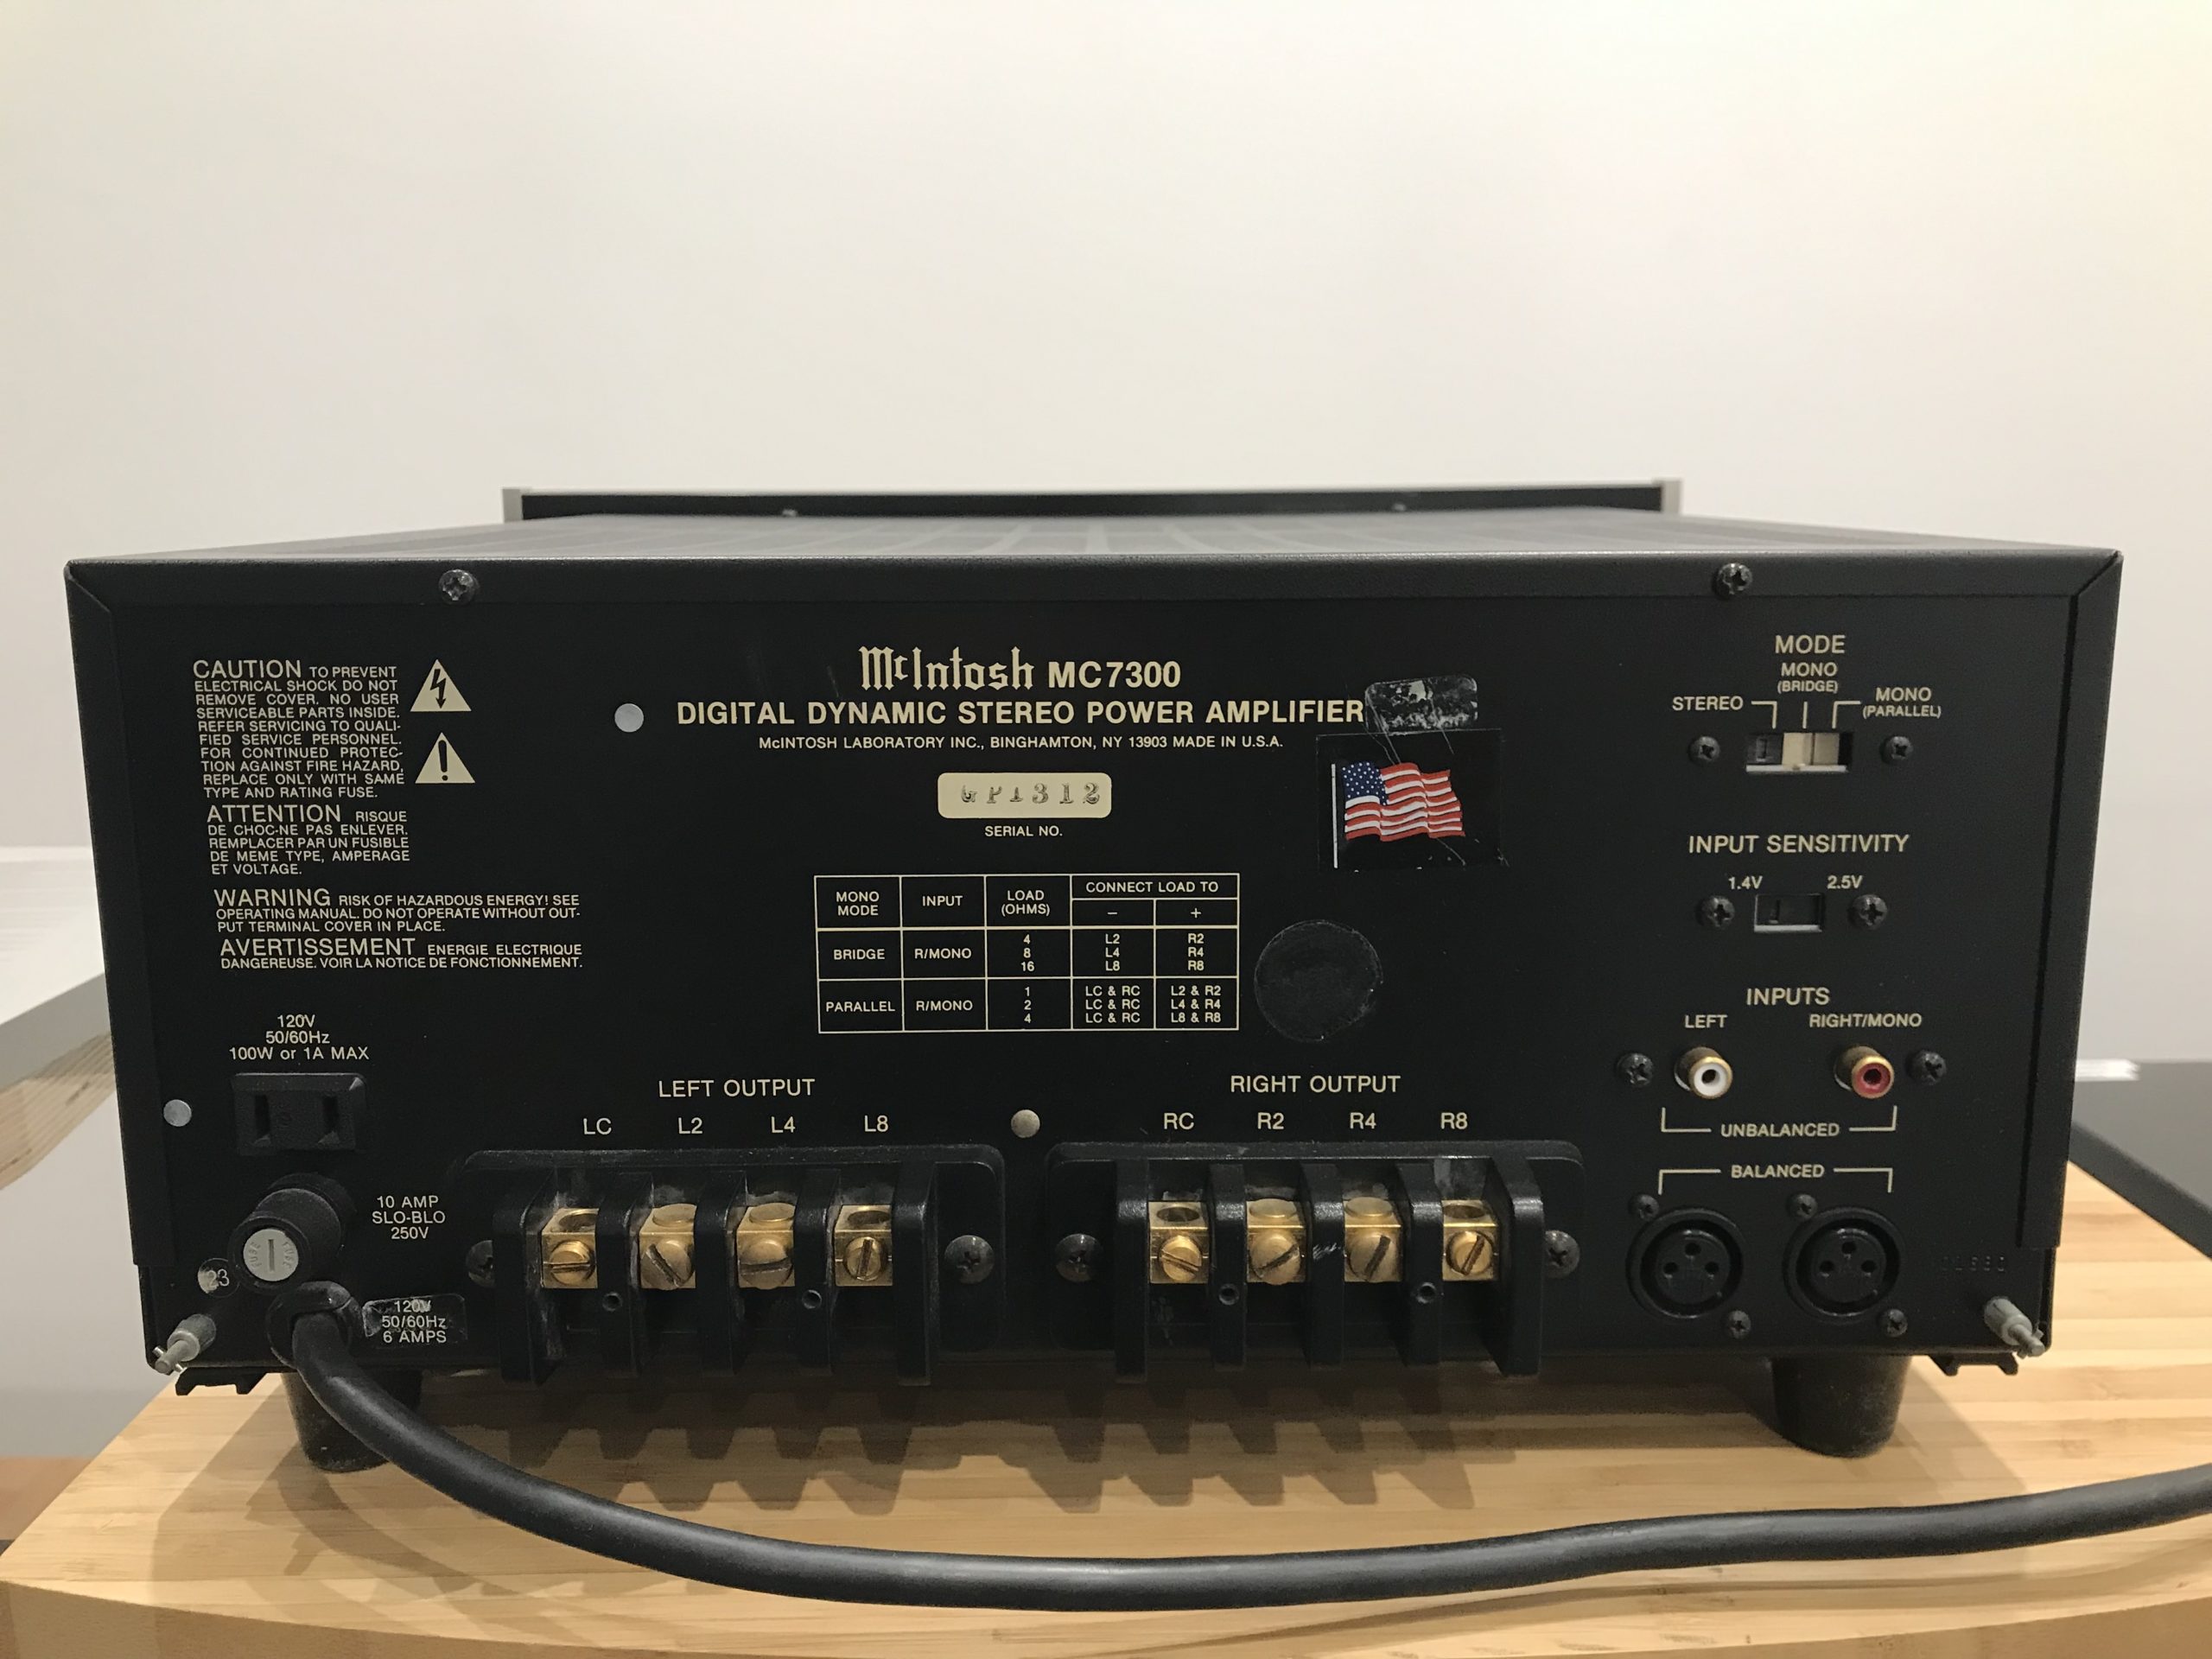 McIntosh MC7300
DIGITAL DYNAMIC STEREO POWER AMPLIFIER
McINTOSH LABORATORY INC., BINGHAMTON, NY 13903 MADE IN U.S.A.
SERIAL NO.
CAUTION TO PREVENT
ELECTRICAL SHOCK DO NOT
REMOVE COVER. NO USER
SERVICEABLE PARTS INSIDE.
REFER SERVICING TO QUALI-
FIED SERVICE PERSONNEL.
FOR CONTINUED PROTEC-
TION AGAINST FIRE HAZARD,
REPLACE ONLY WITH SAME
TYPE AND RATING FUSE.
ATTENTION RISQUE
DE CHOC-NE PAS ENLEVER.
REMPLACER PAR UN FUSIBLE
DE MEME TYPE, AMPERAGE
ET VOLTAGE.
WARNING RISK OF HAZARDOUS ENERGY! SEE
OPERATING MANUAL. DO NOT OPERATE WITHOUT OUT-
PUT TERMINAL COVER IN PLACE.
AVERTISSEMENT ENERGIE ELECTRIQUE
DANGEREUSE. VOIR LA NOTICE DE FONCTIONNEMENT.
MONO MODE INPUT LOAD (OHMS) CONNECT LOAD TO
− +
BRIDGE R/MONO
4 L2 R2
8 L4 R4
16 L8 R8
PARALLEL R/MONO
1 LC & RC L2 & R2
2 LC & RC L4 & R4
4 LC & RC L8 & R8
MODE
MONO
(BRIDGE)
STEREO
MONO
(PARALLEL)
INPUT SENSITIVITY
1.4V 2.5V
INPUTS
LEFT RIGHT/MONO
UNBALANCED
BALANCED
120V
50/60Hz
100W or 1A MAX
LEFT OUTPUT
LC L2 L4 L8
RIGHT OUTPUT
RC R2 R4 R8
10 AMP
SLO-BLO
250V
23
120V
50/60Hz
6 AMPS